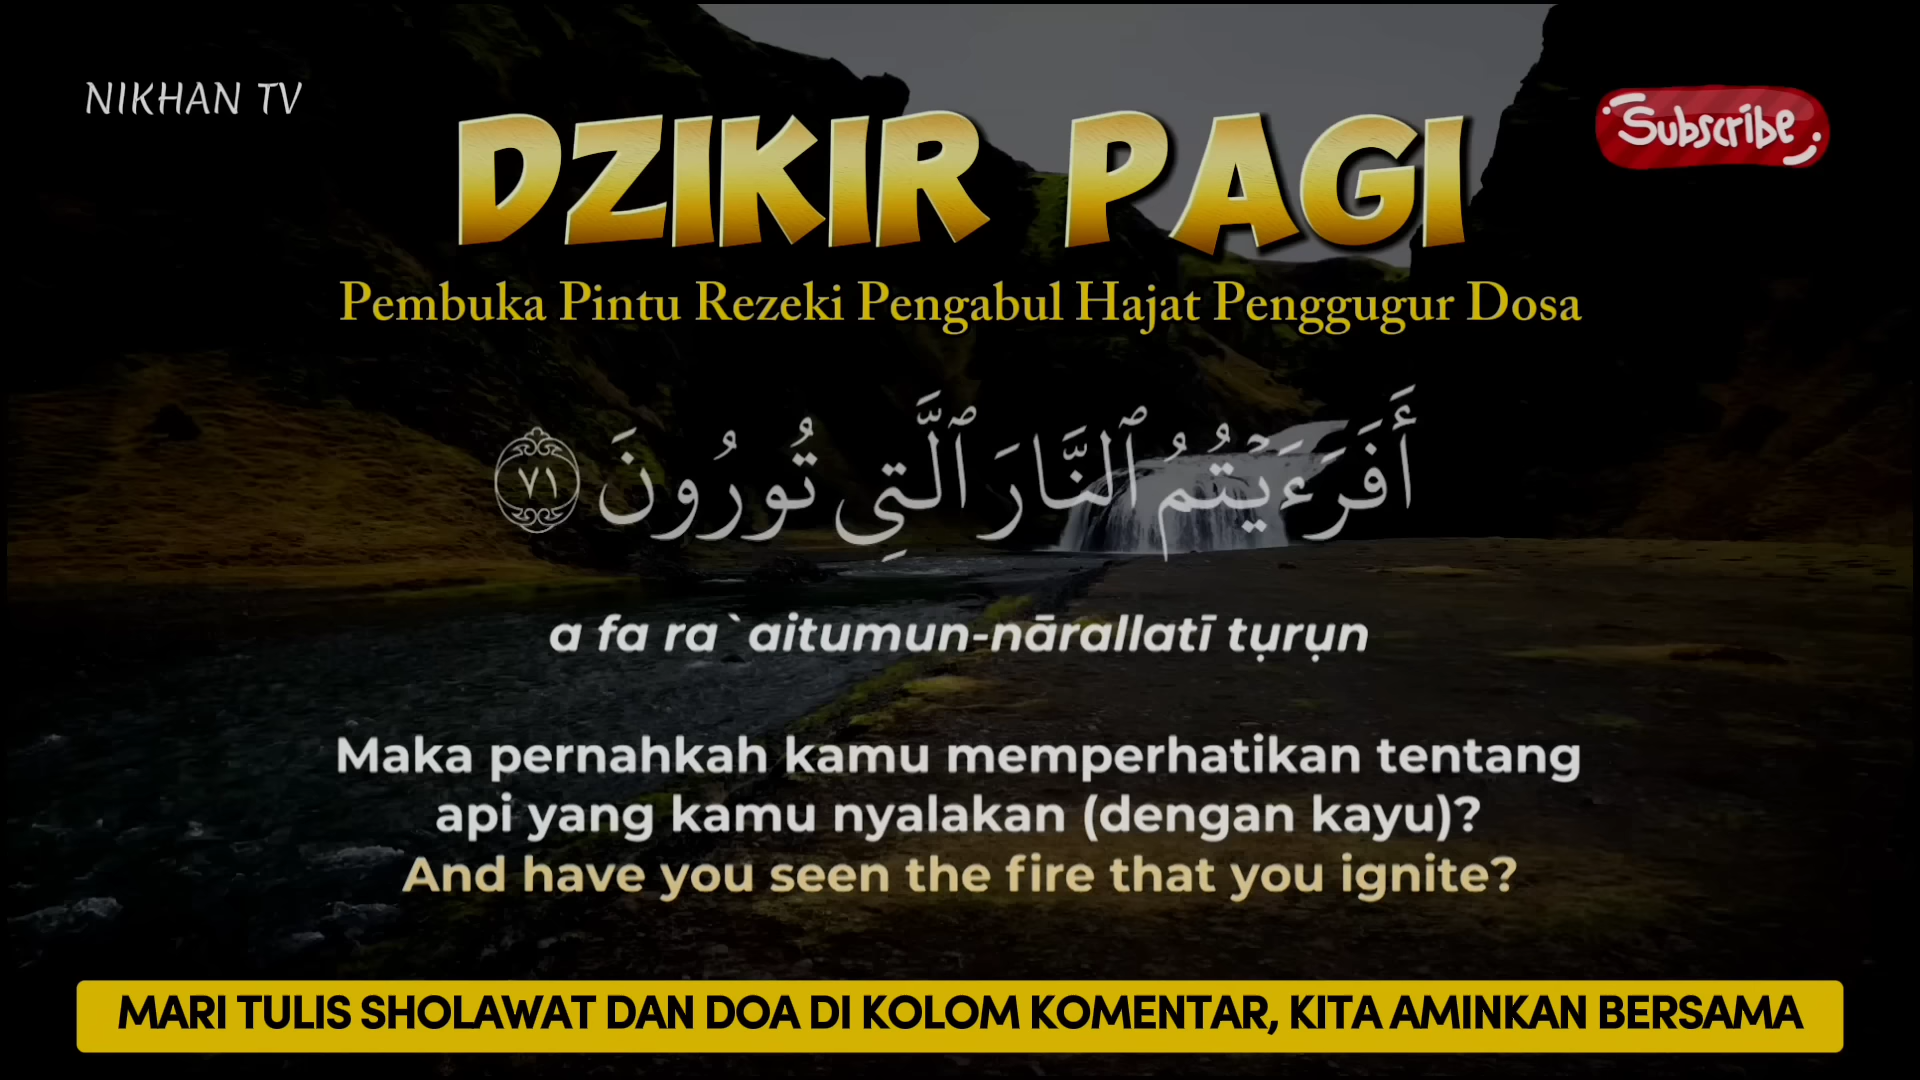 NIKHAN TV
Subscribe
DZIKIR PAGI
Pembuka Pintu Rezeki Pengabul Hajat Penggugur Dosa
أَفَرَءَيْتُمُ ٱلنَّارَ ٱلَّتِى تُورُونَ ٧١
a fa ra`aitumun-nārallatī tụrụn
Maka pernahkah kamu memperhatikan tentang
api yang kamu nyalakan (dengan kayu)?
And have you seen the fire that you ignite?
MARI TULIS SHOLAWAT DAN DOA DI KOLOM KOMENTAR, KITA AMINKAN BERSAMA